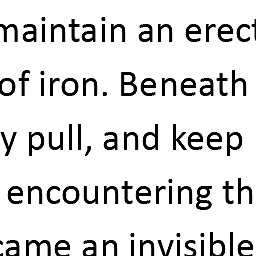 maintain an erect
of iron. Beneath
y pull, and keep
encountering th
came an invisible